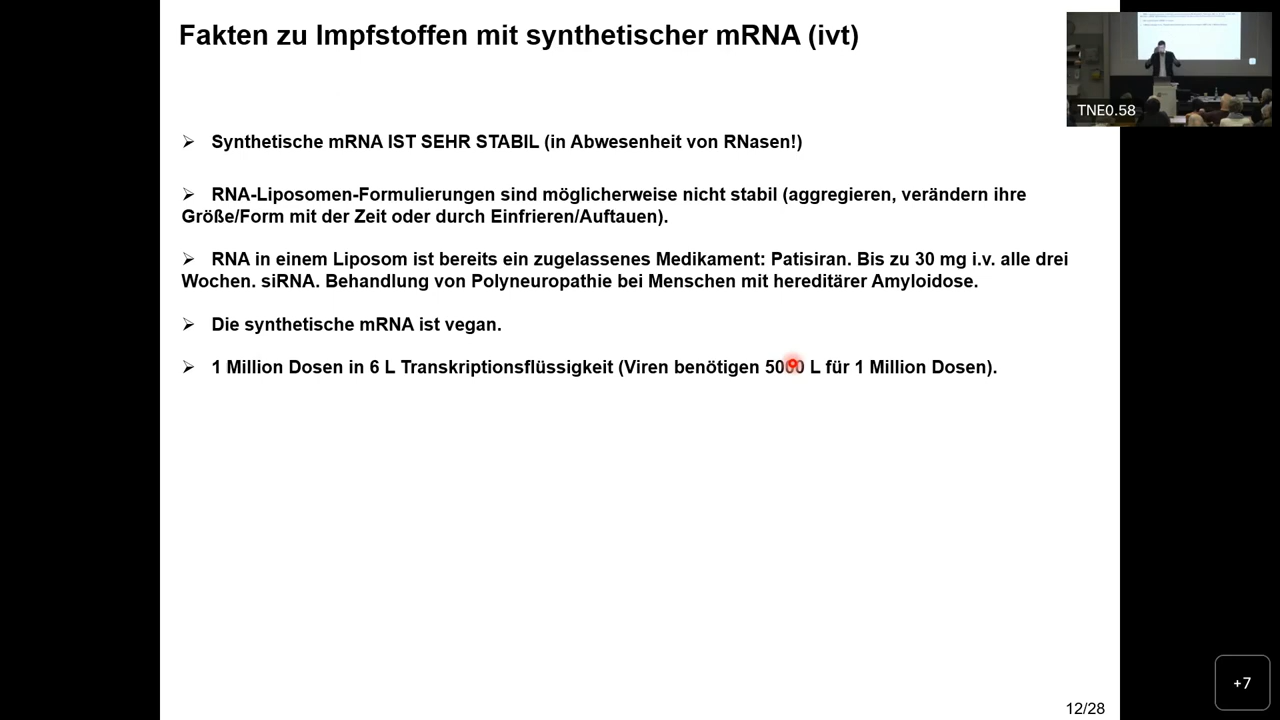 Fakten zu Impfstoffen mit synthetischer mRNA (ivt)
TNE0.58
➢ Synthetische mRNA IST SEHR STABIL (in Abwesenheit von RNasen!)
➢ RNA-Liposomen-Formulierungen sind möglicherweise nicht stabil (aggregieren, verändern ihre
Größe/Form mit der Zeit oder durch Einfrieren/Auftauen).
➢ RNA in einem Liposom ist bereits ein zugelassenes Medikament: Patisiran. Bis zu 30 mg i.v. alle drei
Wochen. siRNA. Behandlung von Polyneuropathie bei Menschen mit hereditärer Amyloidose.
➢ Die synthetische mRNA ist vegan.
➢ 1 Million Dosen in 6 L Transkriptionsflüssigkeit (Viren benötigen 5000 L für 1 Million Dosen).
+7
12/28